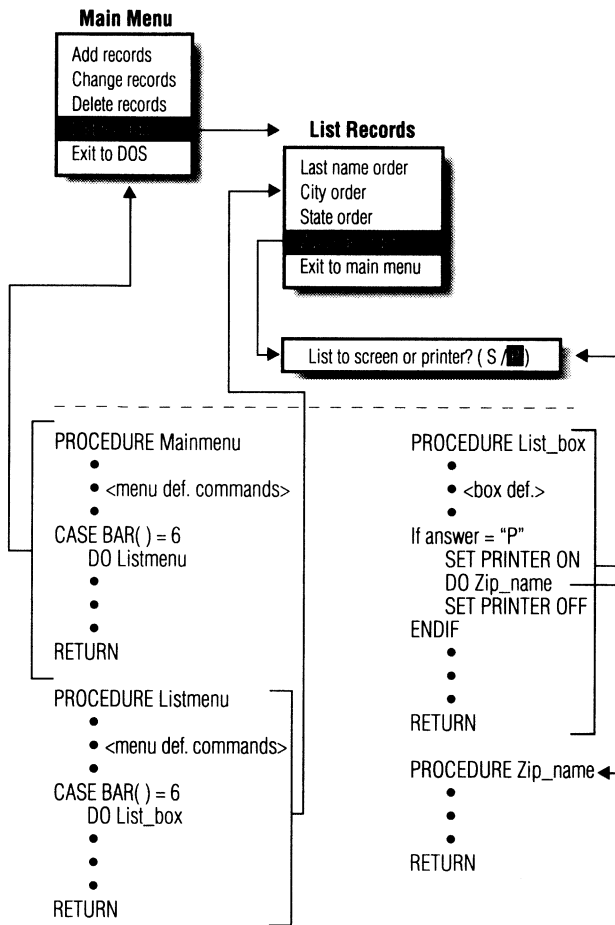 Main Menu
Add records
Change records
Delete records
Exit to DOS
List Records
Last name order
City order
State order
Exit to main menu
List to screen or printer? ( S / )
PROCEDURE Mainmenu
<menu def. commands>
CASE BAR( ) = 6
DO Listmenu
RETURN
PROCEDURE Listmenu
<menu def. commands>
CASE BAR( ) = 6
DO List_box
RETURN
PROCEDURE List_box
<box def.>
If answer = “P”
SET PRINTER ON
DO Zip_name
SET PRINTER OFF
ENDIF
RETURN
PROCEDURE Zip_name
RETURN